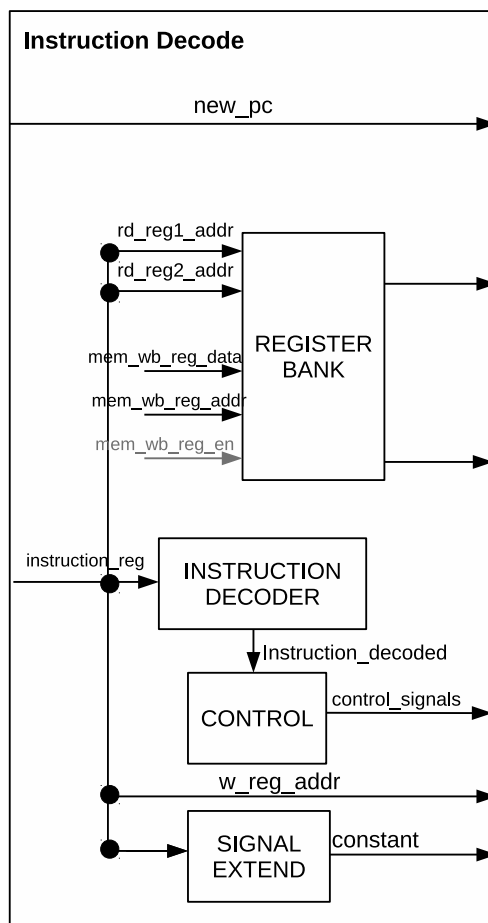 Instruction Decode
new_pc
rd_reg1_addr
rd_reg2_addr
REGISTER
BANK
mem_wb_reg_data
mem_wb_reg_addr
mem_wb_reg_en
instruction_reg
INSTRUCTION
DECODER
Instruction_decoded
CONTROL
control_signals
w_reg_addr
SIGNAL
EXTEND
constant